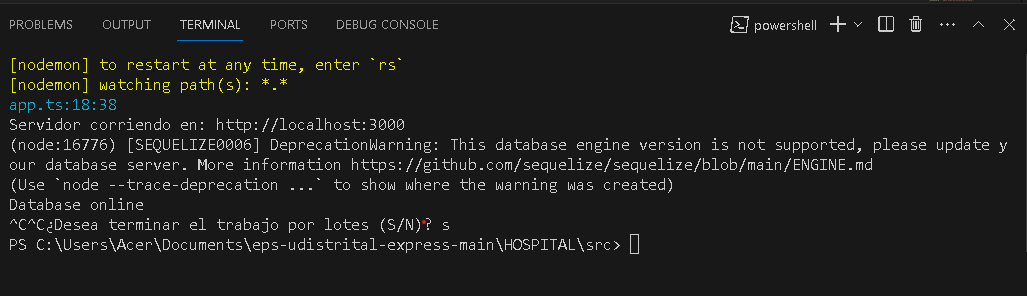 PROBLEMS OUTPUT TERMINAL PORTS DEBUG CONSOLE powershell
[nodemon] to restart at any time, enter `rs`
[nodemon] watching path(s): *.*
app.ts:18:38
Servidor corriendo en: http://localhost:3000
(node:16776) [SEQUELIZE0006] DeprecationWarning: This database engine version is not supported, please update y
our database server. More information https://github.com/sequelize/sequelize/blob/main/ENGINE.md
(Use `node --trace-deprecation ...` to show where the warning was created)
Database online
^C^C¿Desea terminar el trabajo por lotes (S/N)? s
PS C:\Users\Acer\Documents\eps-udistrital-express-main\HOSPITAL\src>